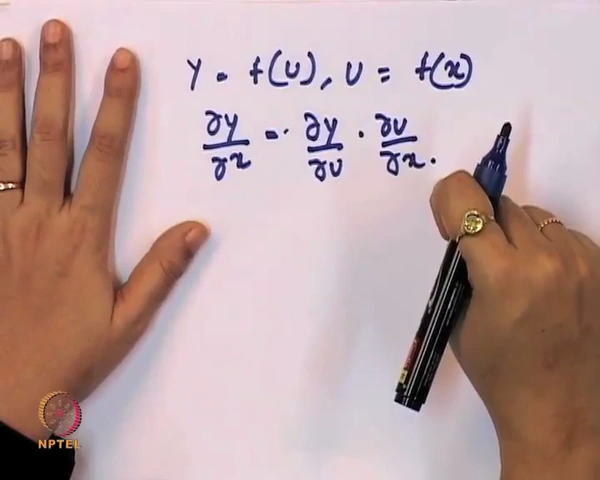 Y = f(U), U = f(x)
∂Y/∂x = ∂Y/∂U · ∂U/∂x.
NPTEL